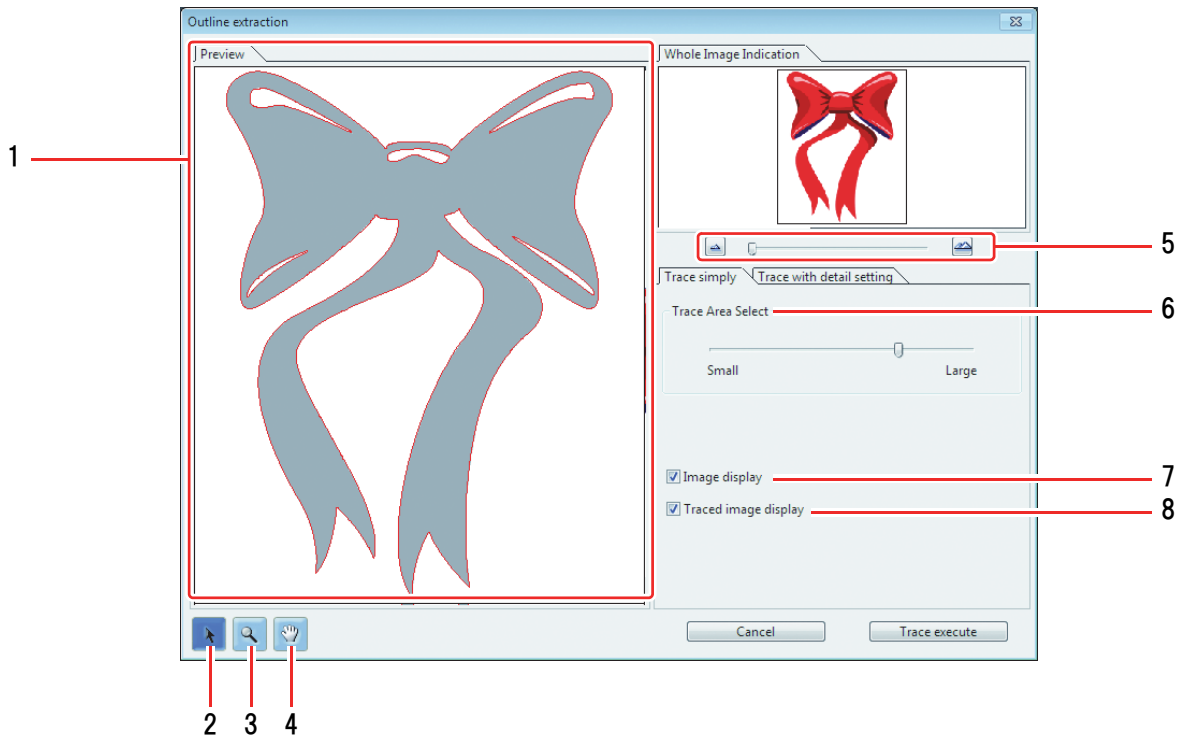 Outline extraction
Preview
Whole Image Indication
1
5
Trace simply
Trace with detail setting
Trace Area Select
6
Small
Large
Image display
7
Traced image display
8
Cancel
Trace execute
2
3
4